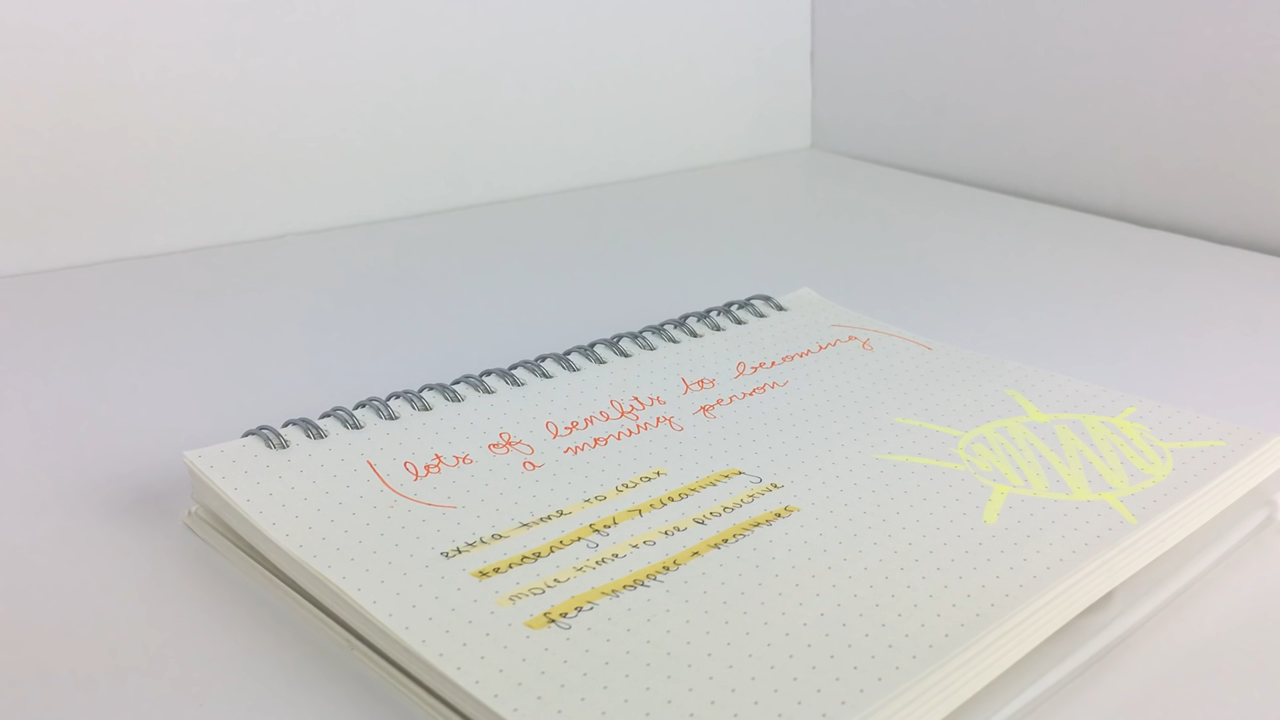 (lots of benefits to becoming)
a morning person
extra time to relax
tendency for > creativity
more time to be productive
feel happier + healthier